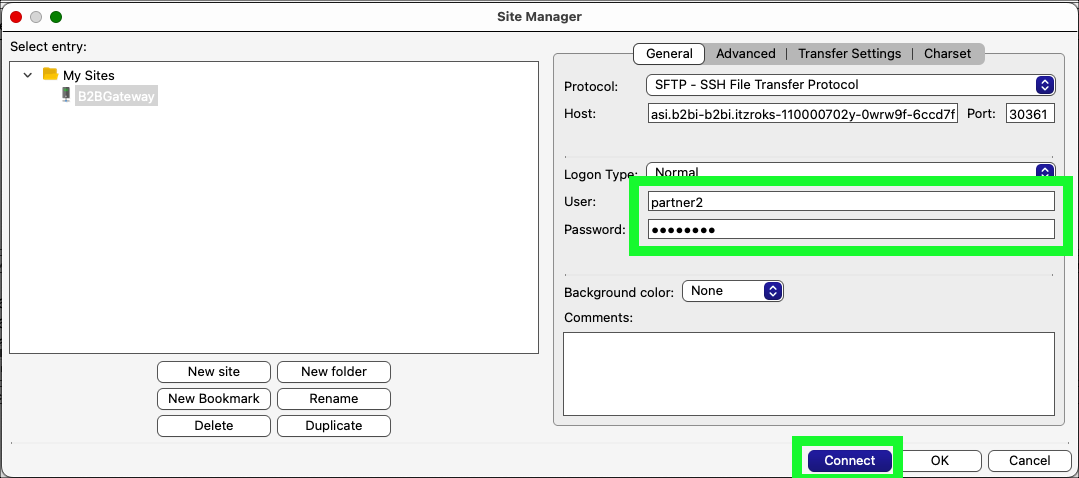 Site Manager
Select entry:
My Sites
B2BGateway
New site
New folder
New Bookmark
Rename
Delete
Duplicate
General
Advanced
Transfer Settings
Charset
Protocol:
SFTP - SSH File Transfer Protocol
Host:
asi.b2bi-b2bi.itzroks-110000702y-0wrw9f-6ccd7f
Port:
30361
Logon Type:
Normal
User:
partner2
Password:
●●●●●●●●
Background color:
None
Comments:
Connect
OK
Cancel